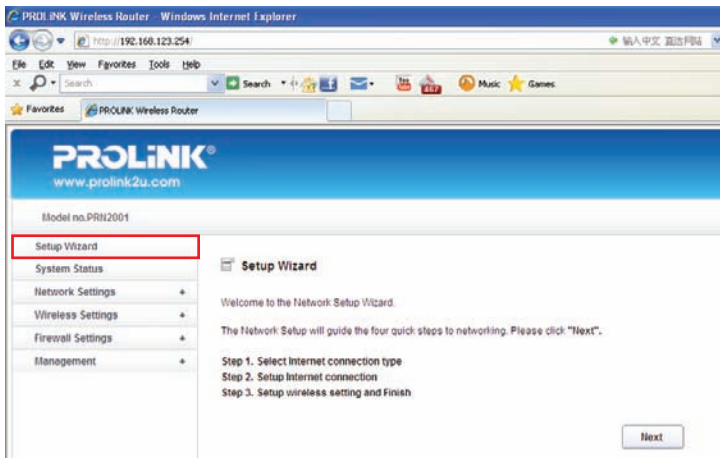 PROLiNK Wireless Router - Windows Internet Explorer
http://192.168.123.254/
输入中文 直达网站
File Edit View Favorites Tools Help
x Search Search Music Games
Favorites PROLiNK Wireless Router
PROLiNK®
www.prolink2u.com
Model no.PRN2001
Setup Wizard
System Status
Network Settings +
Wireless Settings +
Firewall Settings +
Management +
Setup Wizard
Welcome to the Network Setup Wizard.
The Network Setup will guide the four quick steps to networking. Please click "Next".
Step 1. Select Internet connection type
Step 2. Setup Internet connection
Step 3. Setup wireless setting and Finish
Next